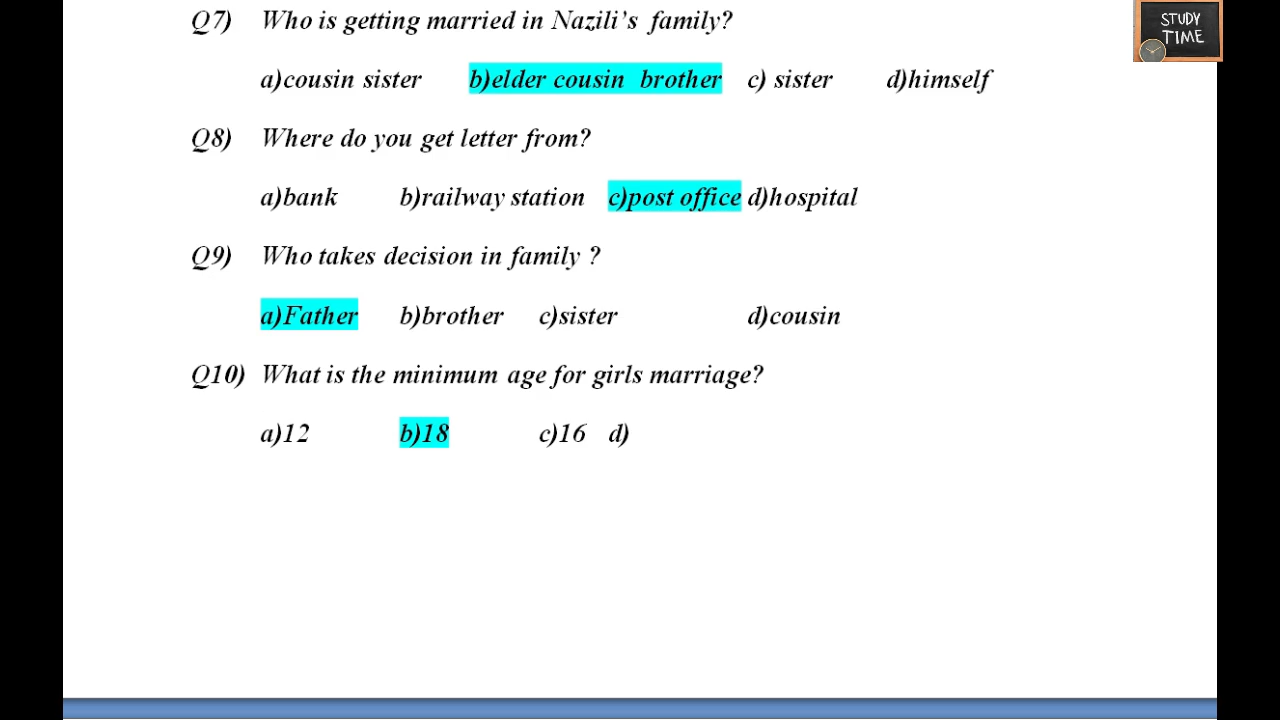 Q7) Who is getting married in Nazili’s family?
STUDY
TIME
a)cousin sister b)elder cousin brother c) sister d)himself
Q8) Where do you get letter from?
a)bank b)railway station c)post office d)hospital
Q9) Who takes decision in family ?
a)Father b)brother c)sister d)cousin
Q10) What is the minimum age for girls marriage?
a)12 b)18 c)16 d)